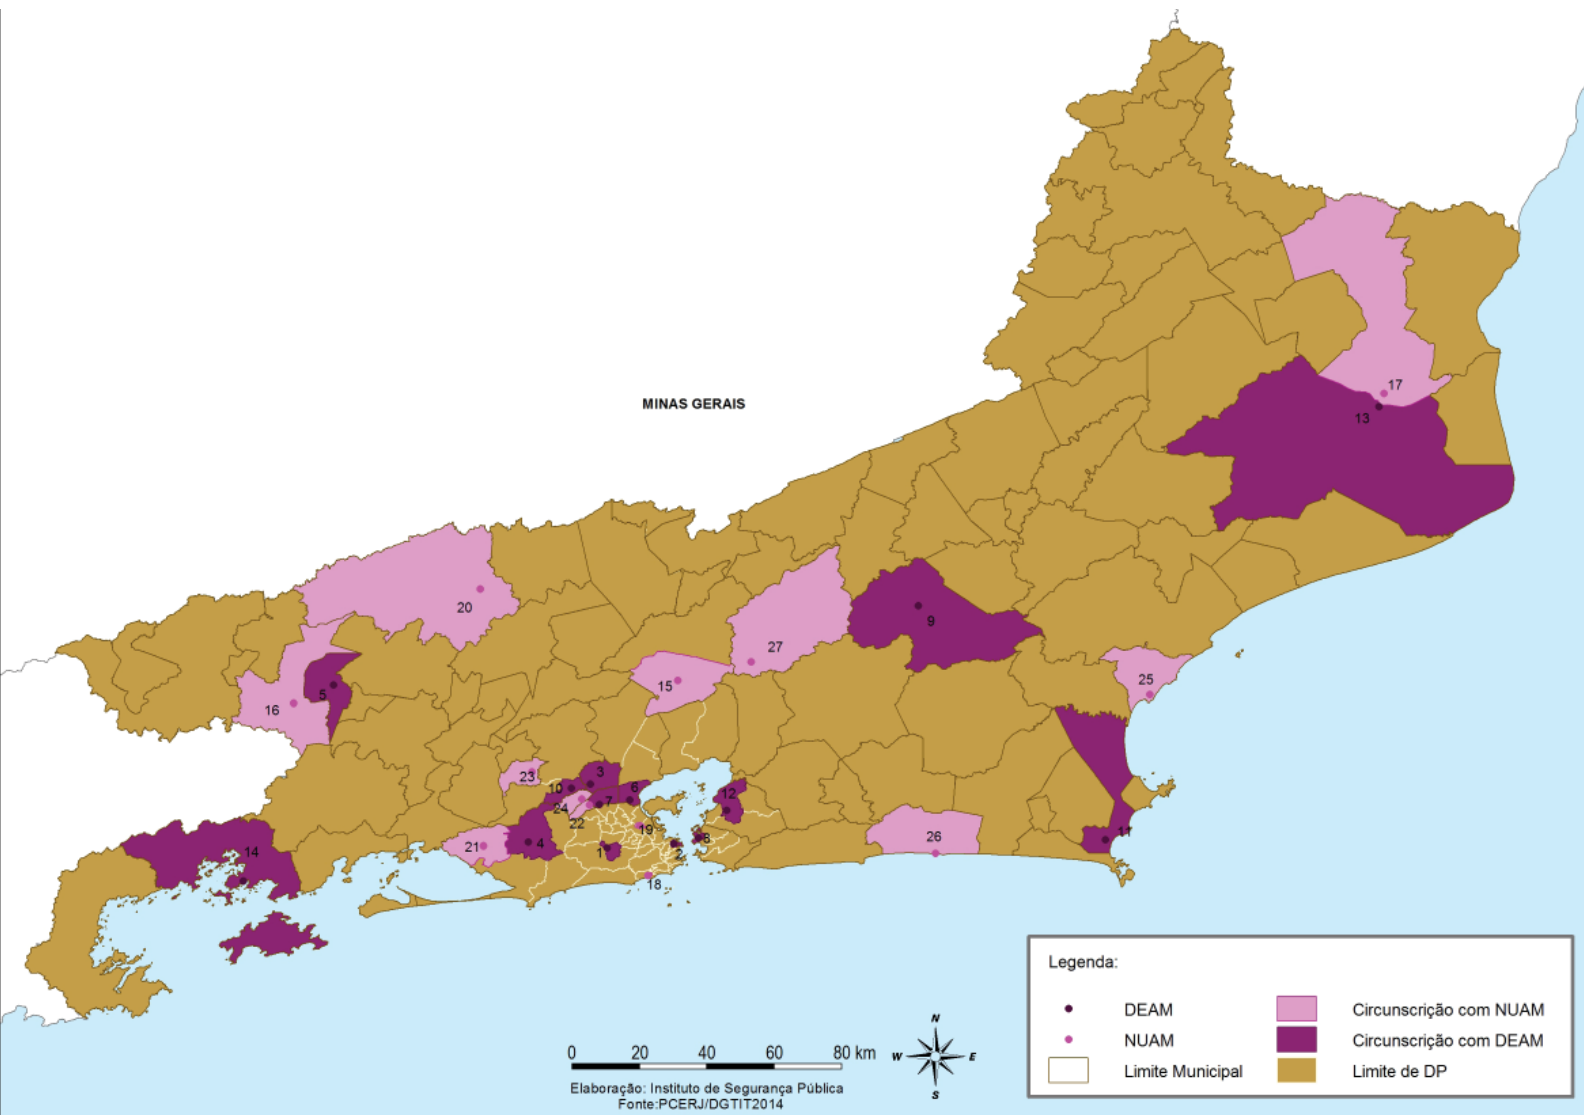 MINAS GERAIS
17
13
20
9
27
15
5
16
25
23
3
10
6
12
7
24
22
19
8
11
26
4
21
1
2
14
18
Legenda:
DEAM
Circunscrição com NUAM
NUAM
Circunscrição com DEAM
Limite Municipal
Limite de DP
N
W E
S
0 20 40 60 80 km
Elaboração: Instituto de Segurança Pública
Fonte:PCERJ/DGTIT2014